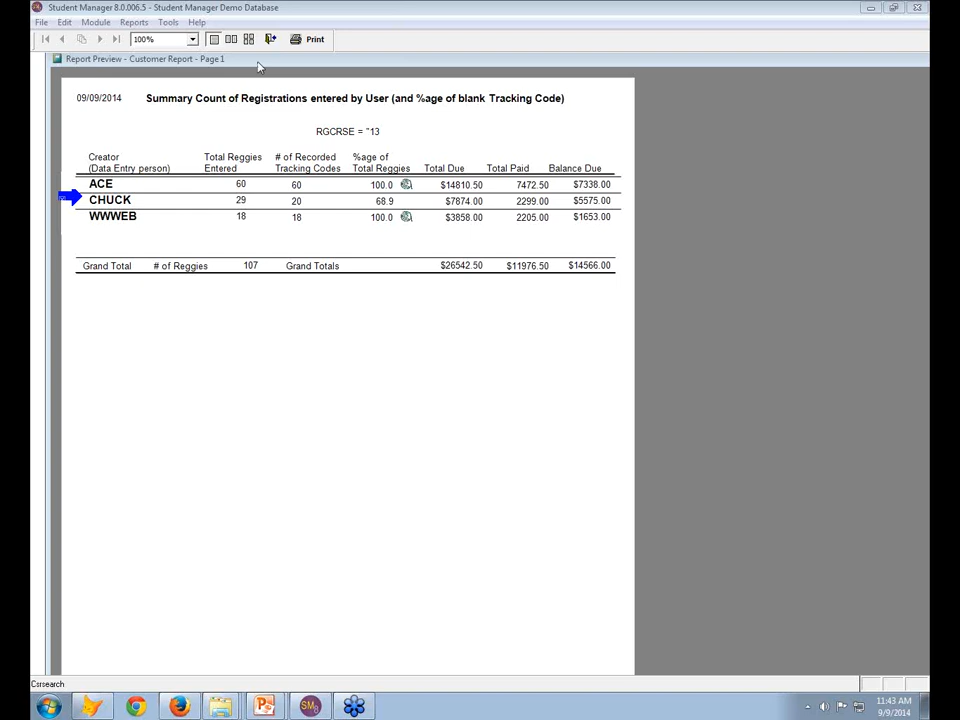 Student Manager 8.0.006.5 - Student Manager Demo Database
File Edit Module Reports Tools Help
100% Print
Report Preview - Customer Report - Page 1
09/09/2014 Summary Count of Registrations entered by User (and %age of blank Tracking Code)
RGCRSE = "13
Creator Total Reggies # of Recorded %age of
(Data Entry person) Entered Tracking Codes Total Reggies Total Due Total Paid Balance Due
ACE 60 60 100.0 $14810.50 7472.50 $7338.00
CHUCK 29 20 68.9 $7874.00 2299.00 $5575.00
WWWEB 18 18 100.0 $3858.00 2205.00 $1653.00
Grand Total # of Reggies 107 Grand Totals $26542.50 $11976.50 $14566.00
Csrsearch
SM
11:43 AM
9/9/2014